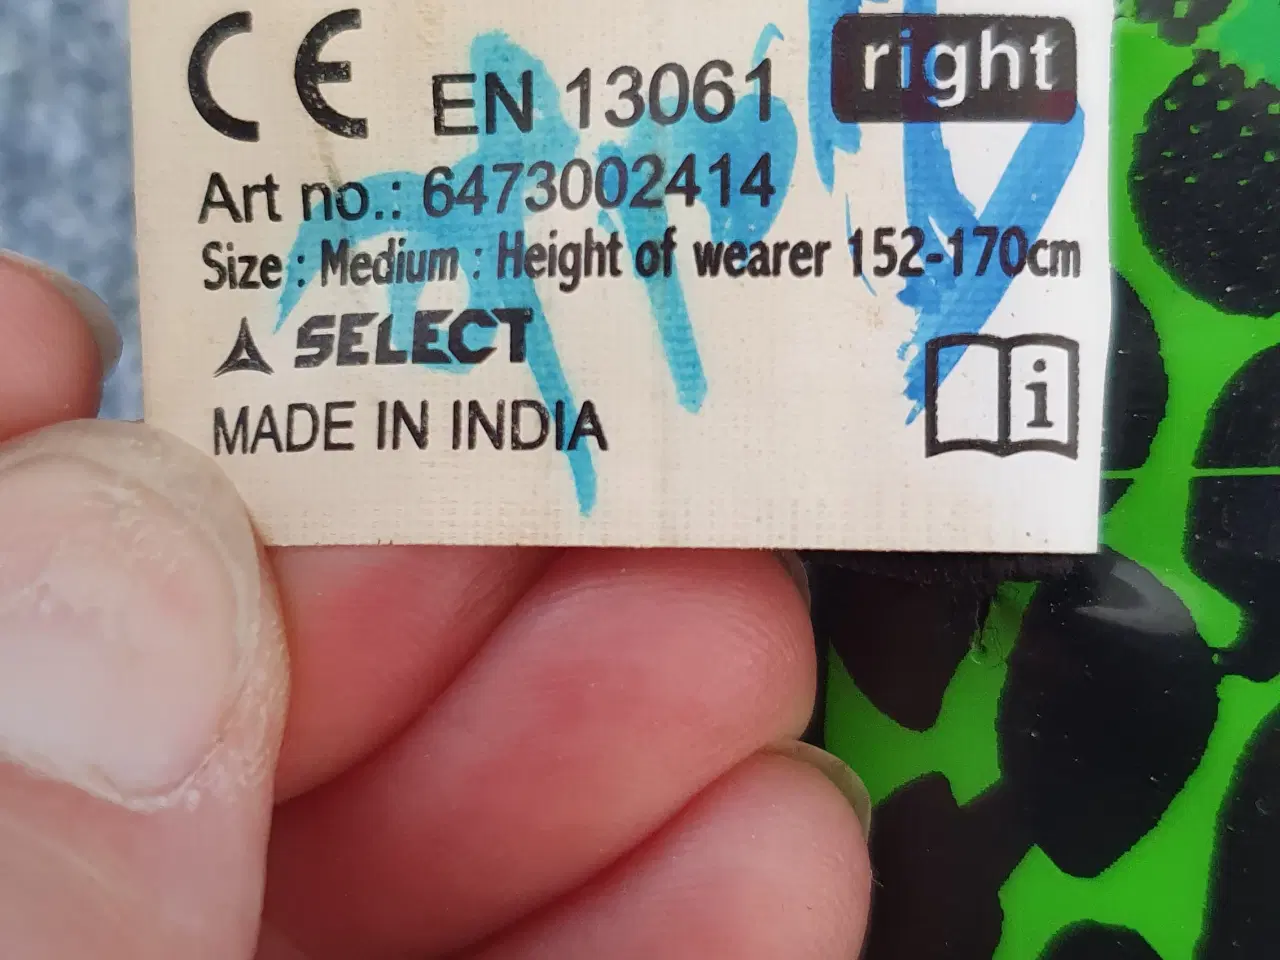 CE EN 13061 right
Art no.: 6473002414
Size : Medium : Height of wearer 152-170cm
SELECT
MADE IN INDIA
i